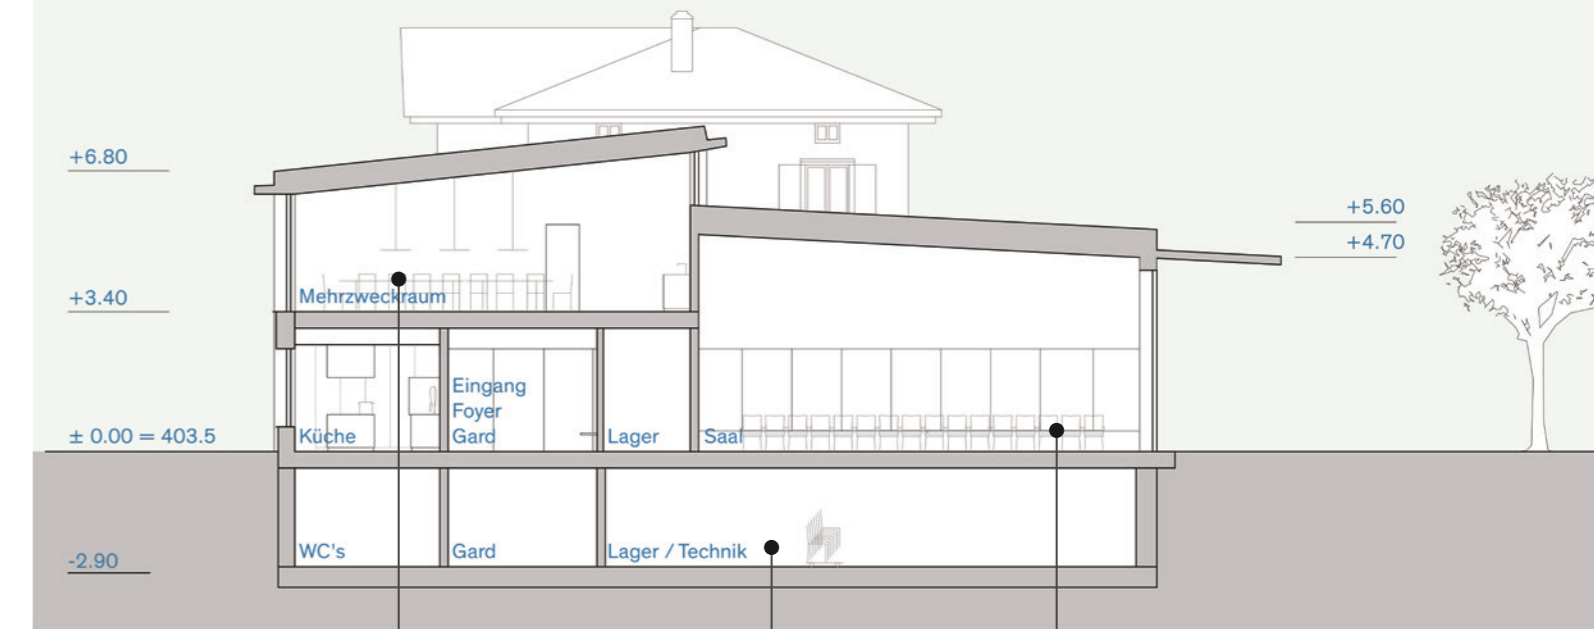 +6.80
+5.60
+4.70
+3.40
Mehrzweckraum
± 0.00 = 403.5
Küche
Eingang
Foyer
Gard
Lager
Saal
-2.90
WC's
Gard
Lager / Technik